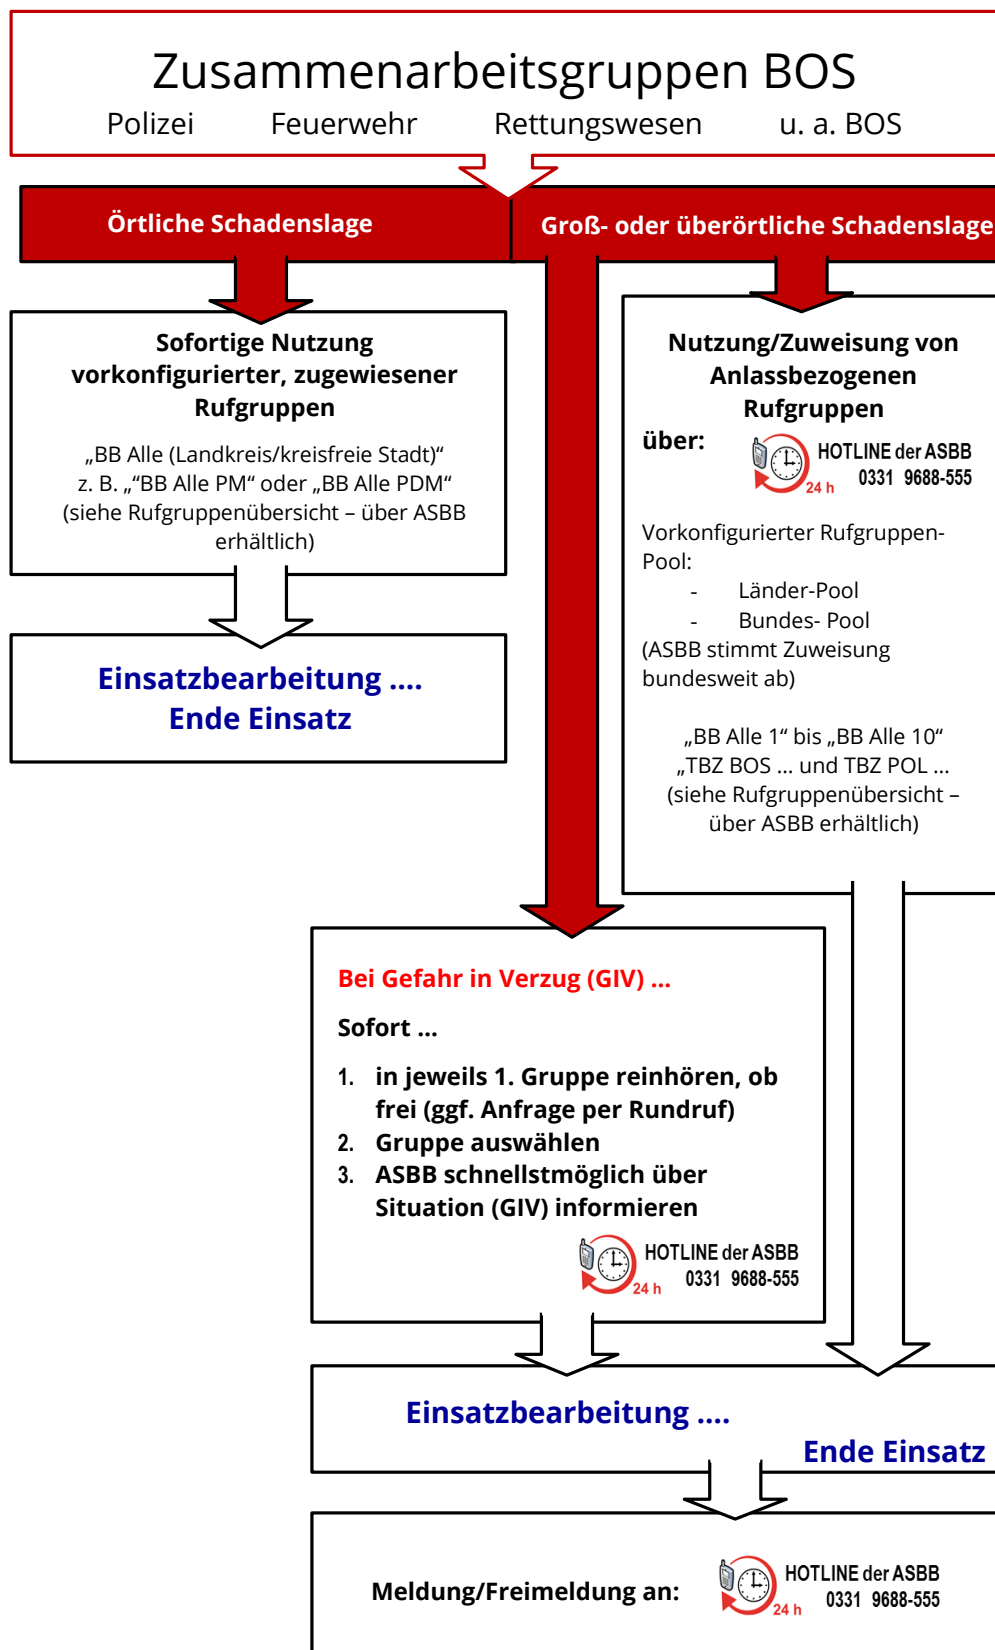 Zusammenarbeitsgruppen BOS
Polizei Feuerwehr Rettungswesen u. a. BOS
Örtliche Schadenslage
Groß- oder überörtliche Schadenslage
Sofortige Nutzung
vorkonfigurierter, zugewiesener
Rufgruppen
„BB Alle (Landkreis/kreisfreie Stadt)“
z. B. „“BB Alle PM“ oder „BB Alle PDM“
(siehe Rufgruppenübersicht – über ASBB
erhältlich)
Einsatzbearbeitung ....
Ende Einsatz
Nutzung/Zuweisung von
Anlassbezogenen
Rufgruppen
über:
HOTLINE der ASBB
0331 9688-555
24 h
Vorkonfigurierter Rufgruppen-
Pool:
- Länder-Pool
- Bundes- Pool
(ASBB stimmt Zuweisung
bundesweit ab)
„BB Alle 1“ bis „BB Alle 10“
„TBZ BOS ... und TBZ POL ...
(siehe Rufgruppenübersicht –
über ASBB erhältlich)
Bei Gefahr in Verzug (GIV) ...
Sofort ...
1. in jeweils 1. Gruppe reinhören, ob
frei (ggf. Anfrage per Rundruf)
2. Gruppe auswählen
3. ASBB schnellstmöglich über
Situation (GIV) informieren
HOTLINE der ASBB
0331 9688-555
24 h
Einsatzbearbeitung ....
Ende Einsatz
Meldung/Freimeldung an:
HOTLINE der ASBB
0331 9688-555
24 h